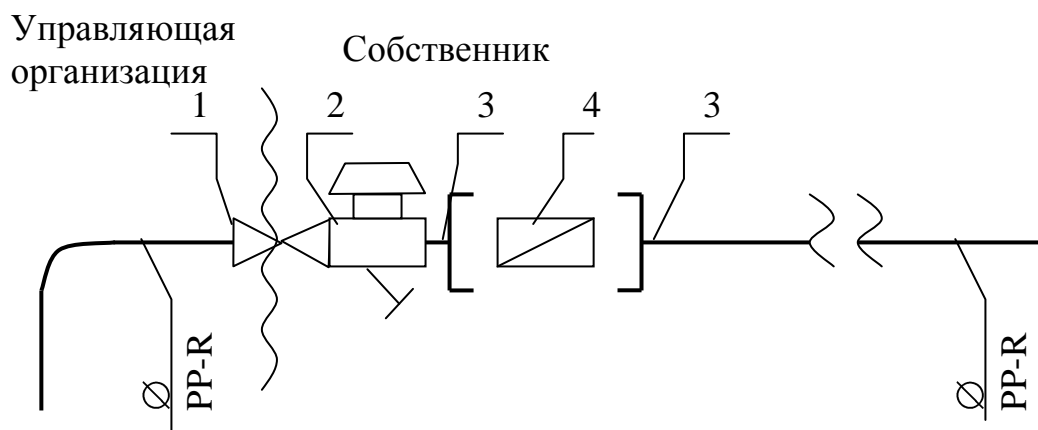 Управляющая
организация
Собственник
1
2
3
4
3
Ø PP-R
Ø PP-R